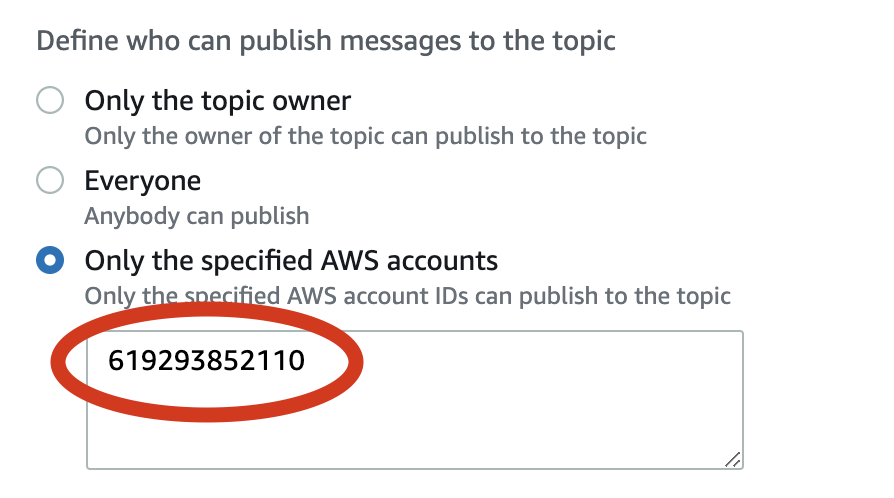 Define who can publish messages to the topic
Only the topic owner
Only the owner of the topic can publish to the topic
Everyone
Anybody can publish
Only the specified AWS accounts
Only the specified AWS account IDs can publish to the topic
619293852110